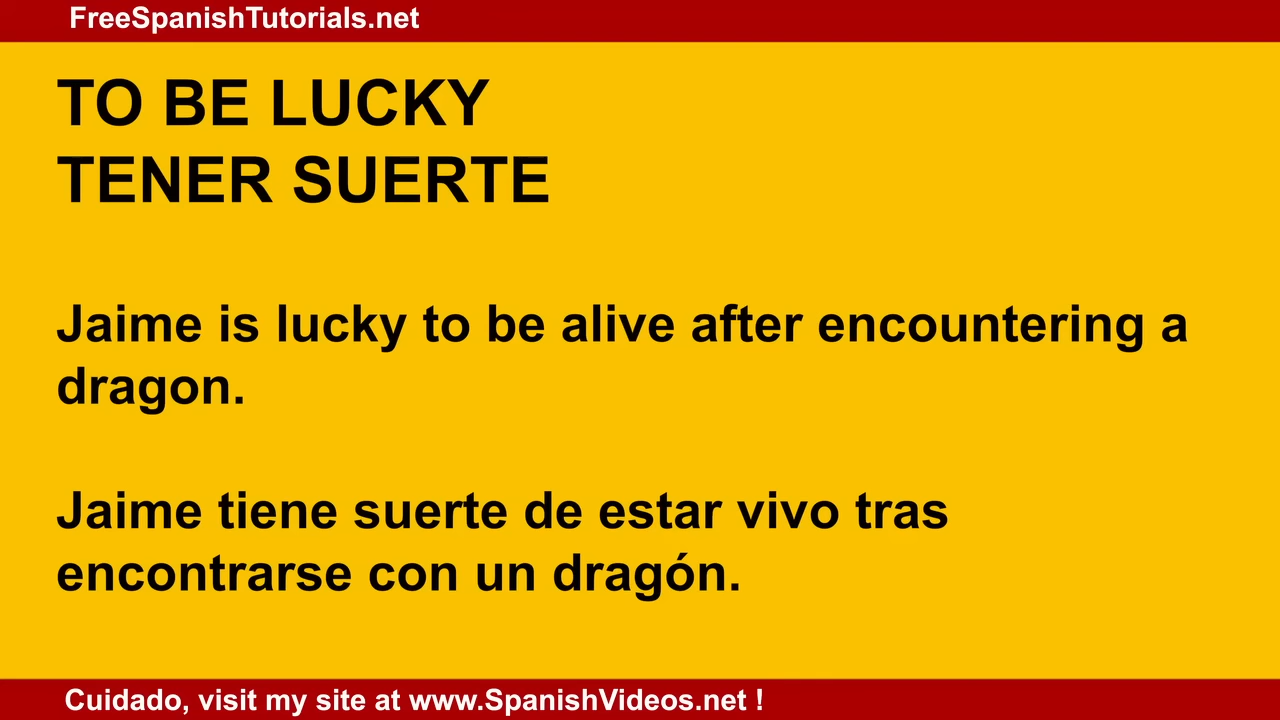 FreeSpanishTutorials.net
TO BE LUCKY
TENER SUERTE
Jaime is lucky to be alive after encountering a
dragon.
Jaime tiene suerte de estar vivo tras
encontrarse con un dragón.
Cuidado, visit my site at www.SpanishVideos.net !